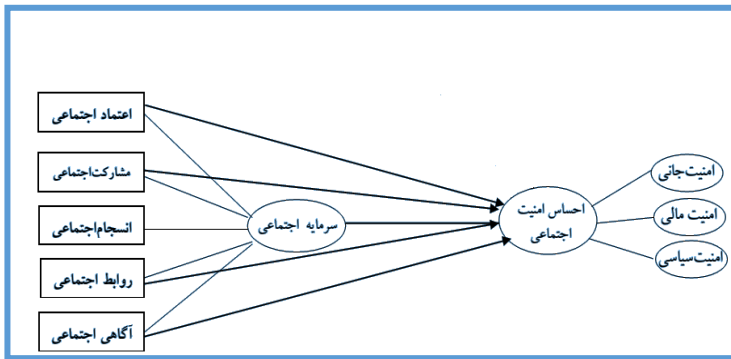 اعتماد اجتماعی
مشارکت‌اجتماعی
انسجام‌اجتماعی
روابط اجتماعی
آگاهی اجتماعی
سرمایه اجتماعی
احساس امنیت
اجتماعی
امنیت‌جانی
امنیت مالی
امنیت‌سیاسی